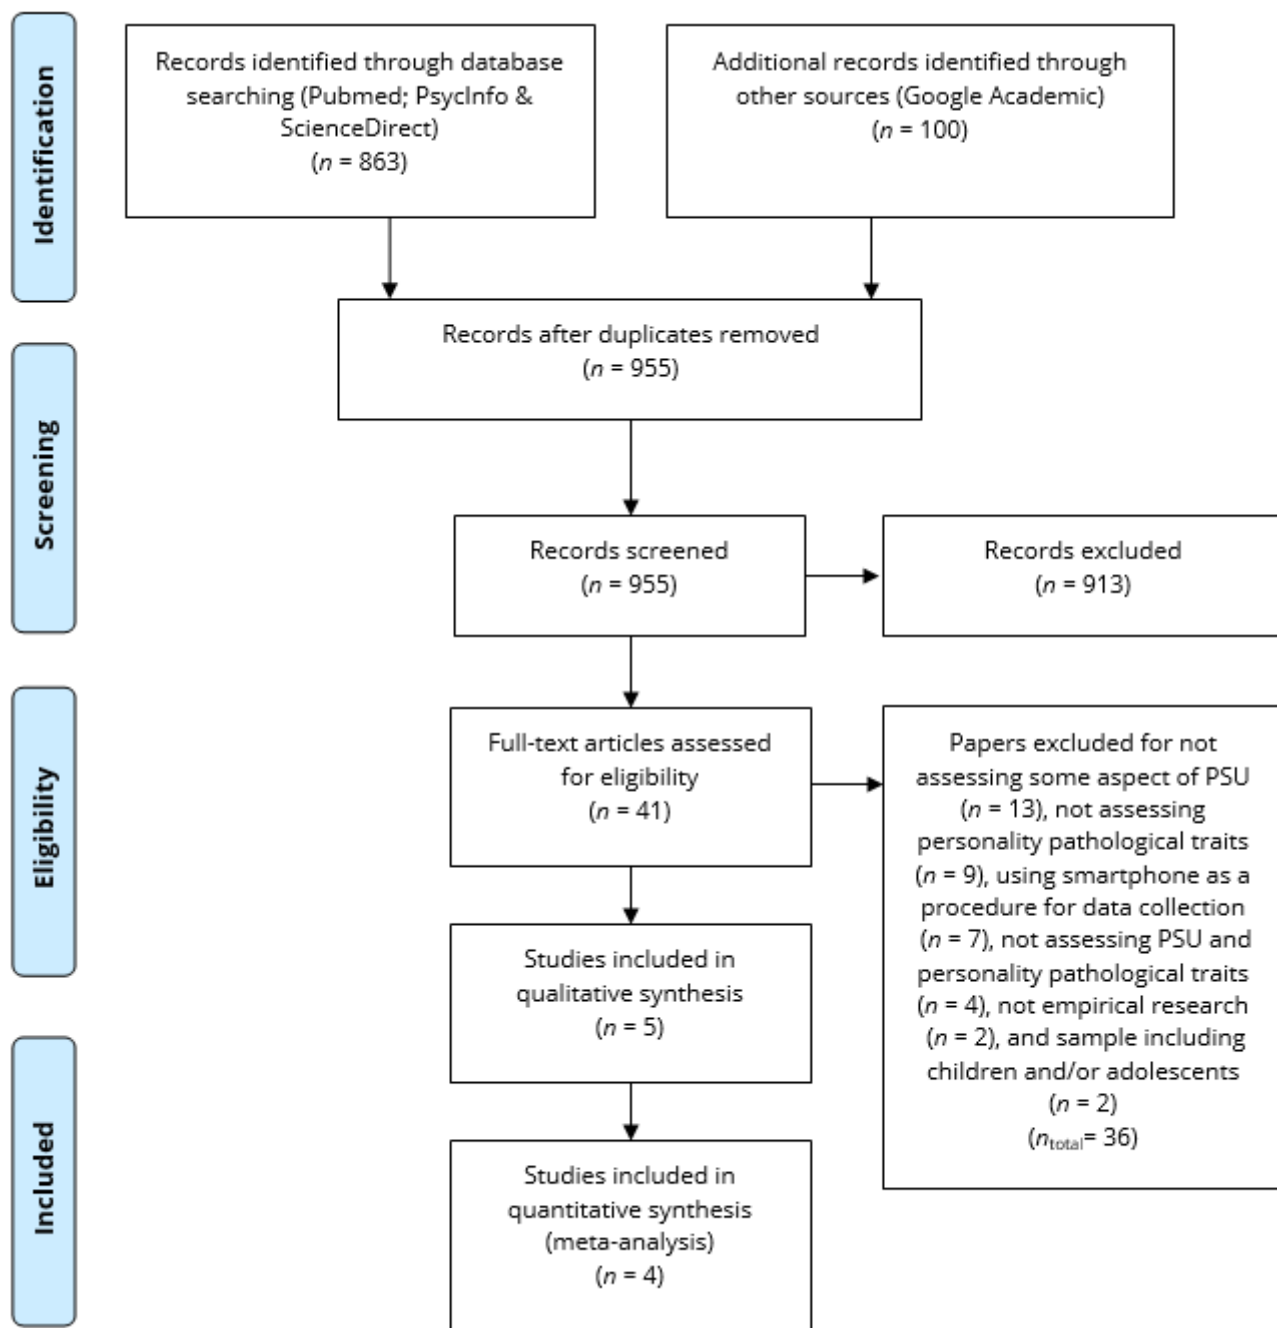 Identification
Records identified through database
searching (Pubmed; PsycInfo &
ScienceDirect)
(n = 863)
Additional records identified through
other sources (Google Academic)
(n = 100)
Records after duplicates removed
(n = 955)
Screening
Records screened
(n = 955)
Records excluded
(n = 913)
Eligibility
Full-text articles assessed
for eligibility
(n = 41)
Papers excluded for not
assessing some aspect of PSU
(n = 13), not assessing
personality pathological traits
(n = 9), using smartphone as a
procedure for data collection
(n = 7), not assessing PSU and
personality pathological traits
(n = 4), not empirical research
(n = 2), and sample including
children and/or adolescents
(n = 2)
(ntotal= 36)
Studies included in
qualitative synthesis
(n = 5)
Included
Studies included in
quantitative synthesis
(meta-analysis)
(n = 4)